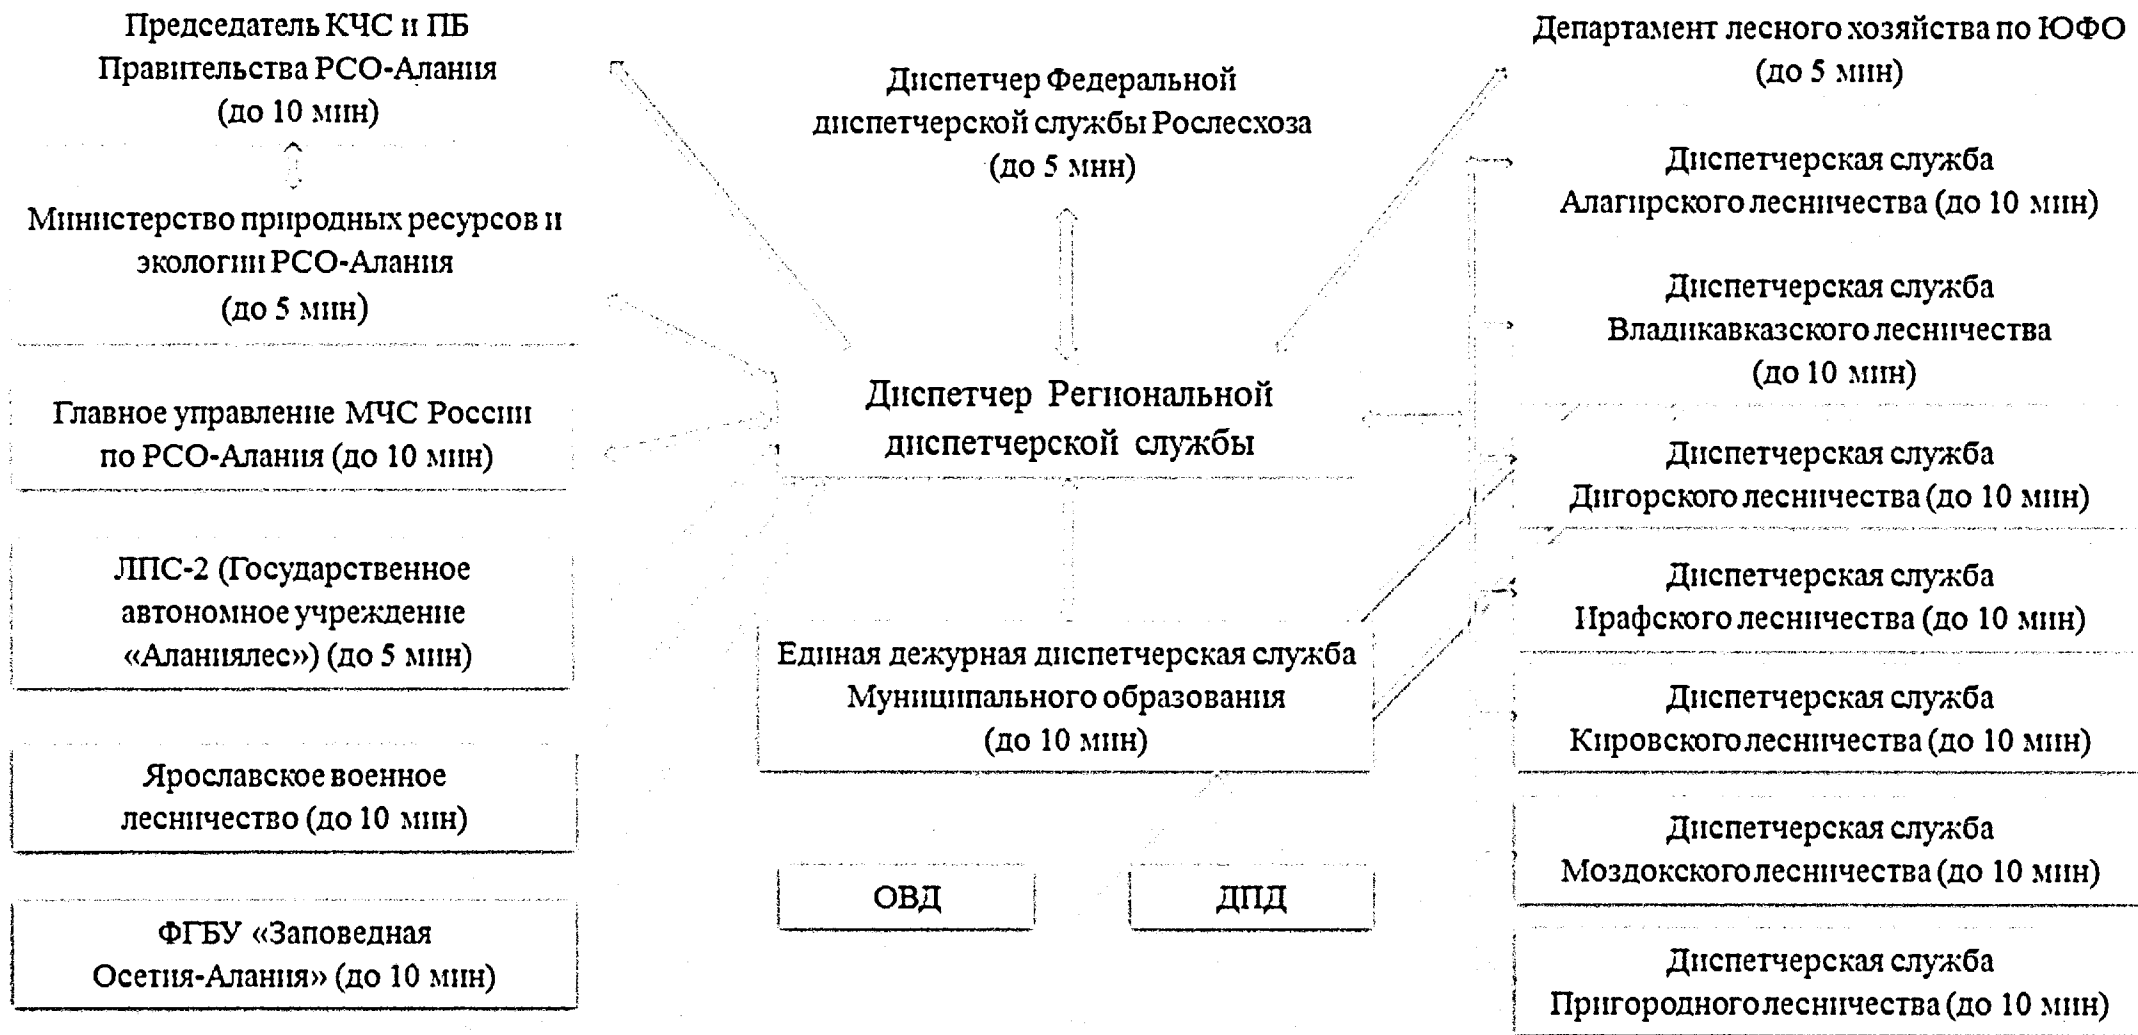 Председатель КЧС и ПБ
Правительства РСО-Алания
(до 10 мин)
Министерство природных ресурсов и
экологии РСО-Алания
(до 5 мин)
Главное управление МЧС России
по РСО-Алания (до 10 мин)
ЛПС-2 (Государственное
автономное учреждение
«Аланиялес») (до 5 мин)
Ярославское военное
лесничество (до 10 мин)
ФГБУ «Заповедная
Осетия-Алания» (до 10 мин)
Диспетчер Федеральной
диспетчерской службы Рослесхоза
(до 5 мин)
Диспетчер Региональной
диспетчерской службы
Единая дежурная диспетчерская служба
Муниципального образования
(до 10 мин)
ОВД
ДПД
Департамент лесного хозяйства по ЮФО
(до 5 мин)
Диспетчерская служба
Алагирского лесничества (до 10 мин)
Диспетчерская служба
Владикавказского лесничества
(до 10 мин)
Диспетчерская служба
Дигорского лесничества (до 10 мин)
Диспетчерская служба
Ирафского лесничества (до 10 мин)
Диспетчерская служба
Кировского лесничества (до 10 мин)
Диспетчерская служба
Моздокского лесничества (до 10 мин)
Диспетчерская служба
Пригородного лесничества (до 10 мин)